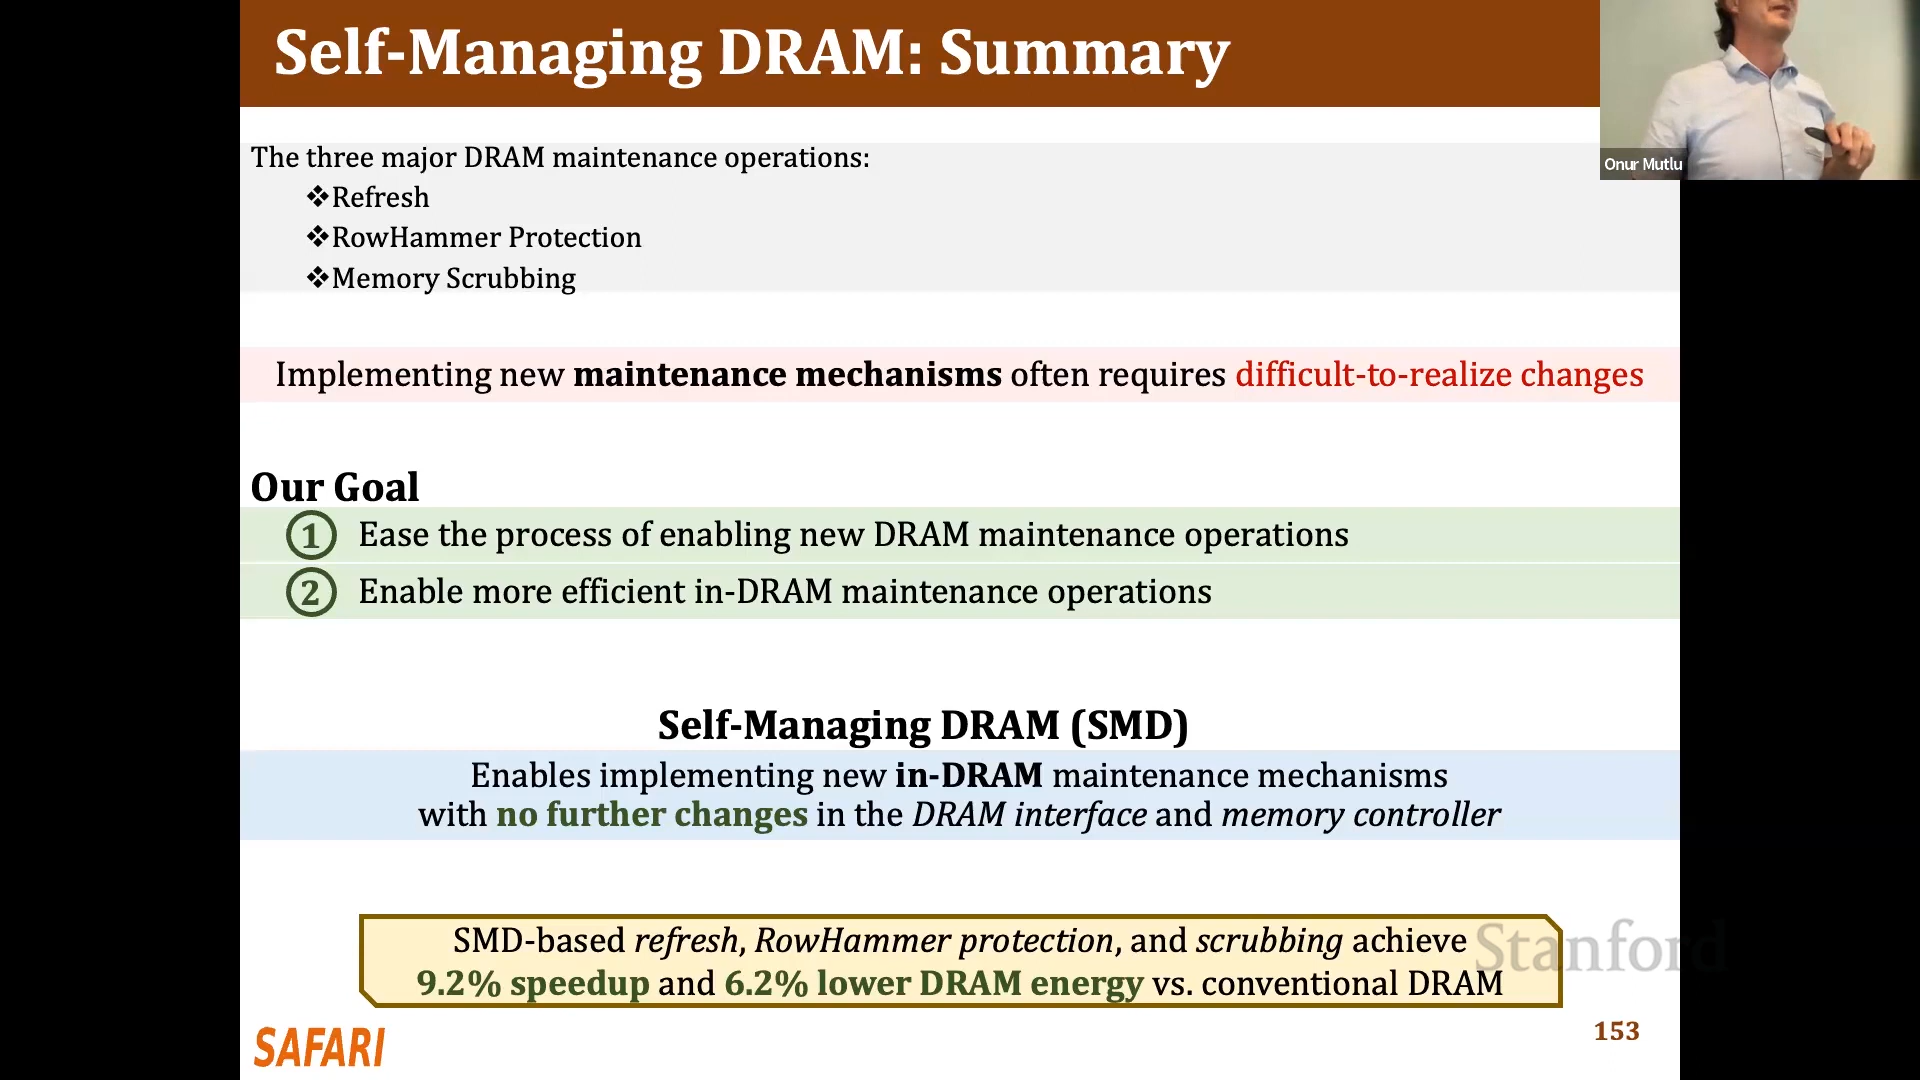 Self-Managing DRAM: Summary
Onur Mutlu
The three major DRAM maintenance operations:
❖Refresh
❖RowHammer Protection
❖Memory Scrubbing
Implementing new maintenance mechanisms often requires difficult-to-realize changes
Our Goal
1 Ease the process of enabling new DRAM maintenance operations
2 Enable more efficient in-DRAM maintenance operations
Self-Managing DRAM (SMD)
Enables implementing new in-DRAM maintenance mechanisms
with no further changes in the DRAM interface and memory controller
SMD-based refresh, RowHammer protection, and scrubbing achieve
9.2% speedup and 6.2% lower DRAM energy vs. conventional DRAM
Stanford
SAFARI
153